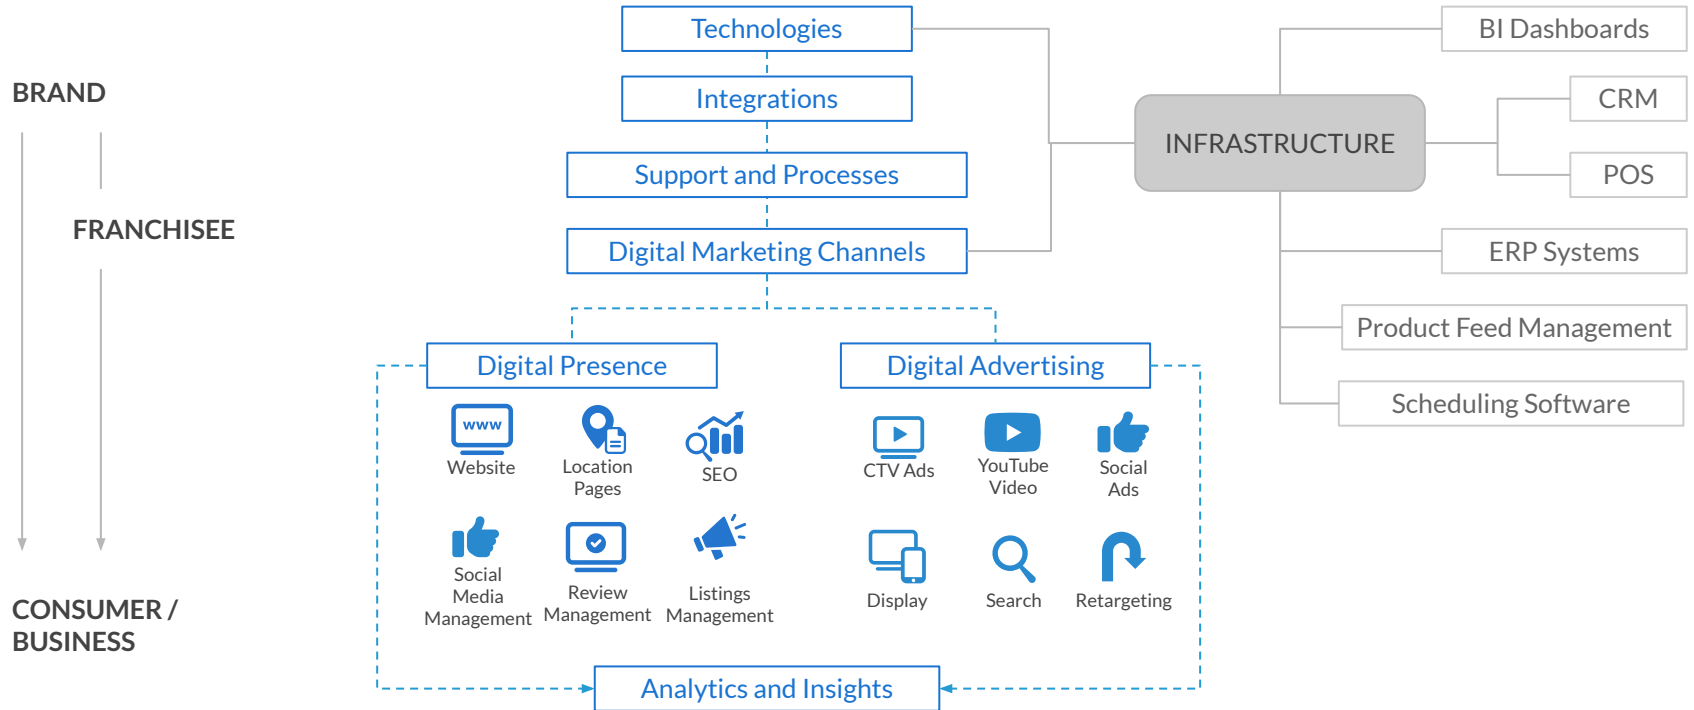 Technologies
BI Dashboards
BRAND
Integrations
CRM
INFRASTRUCTURE
Support and Processes
POS
FRANCHISEE
Digital Marketing Channels
ERP Systems
Product Feed Management
Digital Presence
Digital Advertising
Scheduling Software
www
Website
Location
Pages
SEO
CTV Ads
YouTube
Video
Social
Ads
Social
Media
Management
Review
Management
Listings
Management
Display
Search
Retargeting
CONSUMER /
BUSINESS
Analytics and Insights